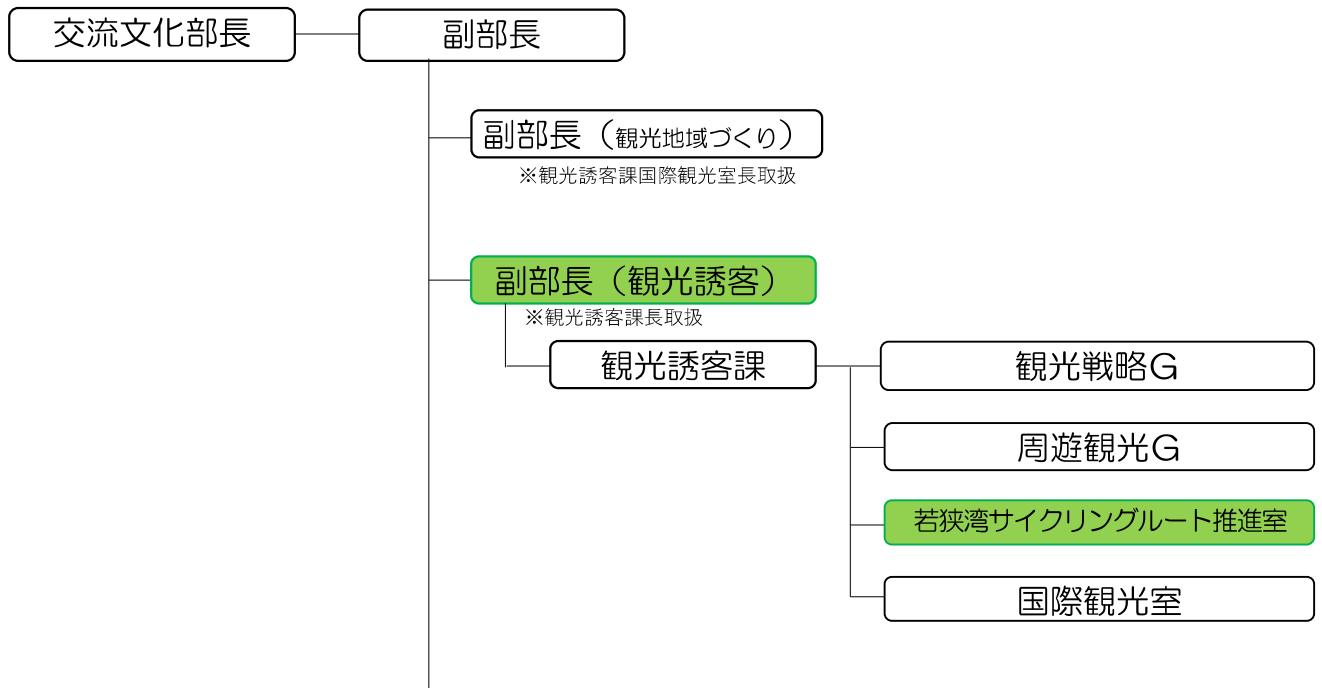 交流文化部長
副部長
副部長（観光地域づくり）
※観光誘客課国際観光室長取扱
副部長（観光誘客）
※観光誘客課長取扱
観光誘客課
観光戦略Ｇ
周遊観光Ｇ
若狭湾サイクリングルート推進室
国際観光室